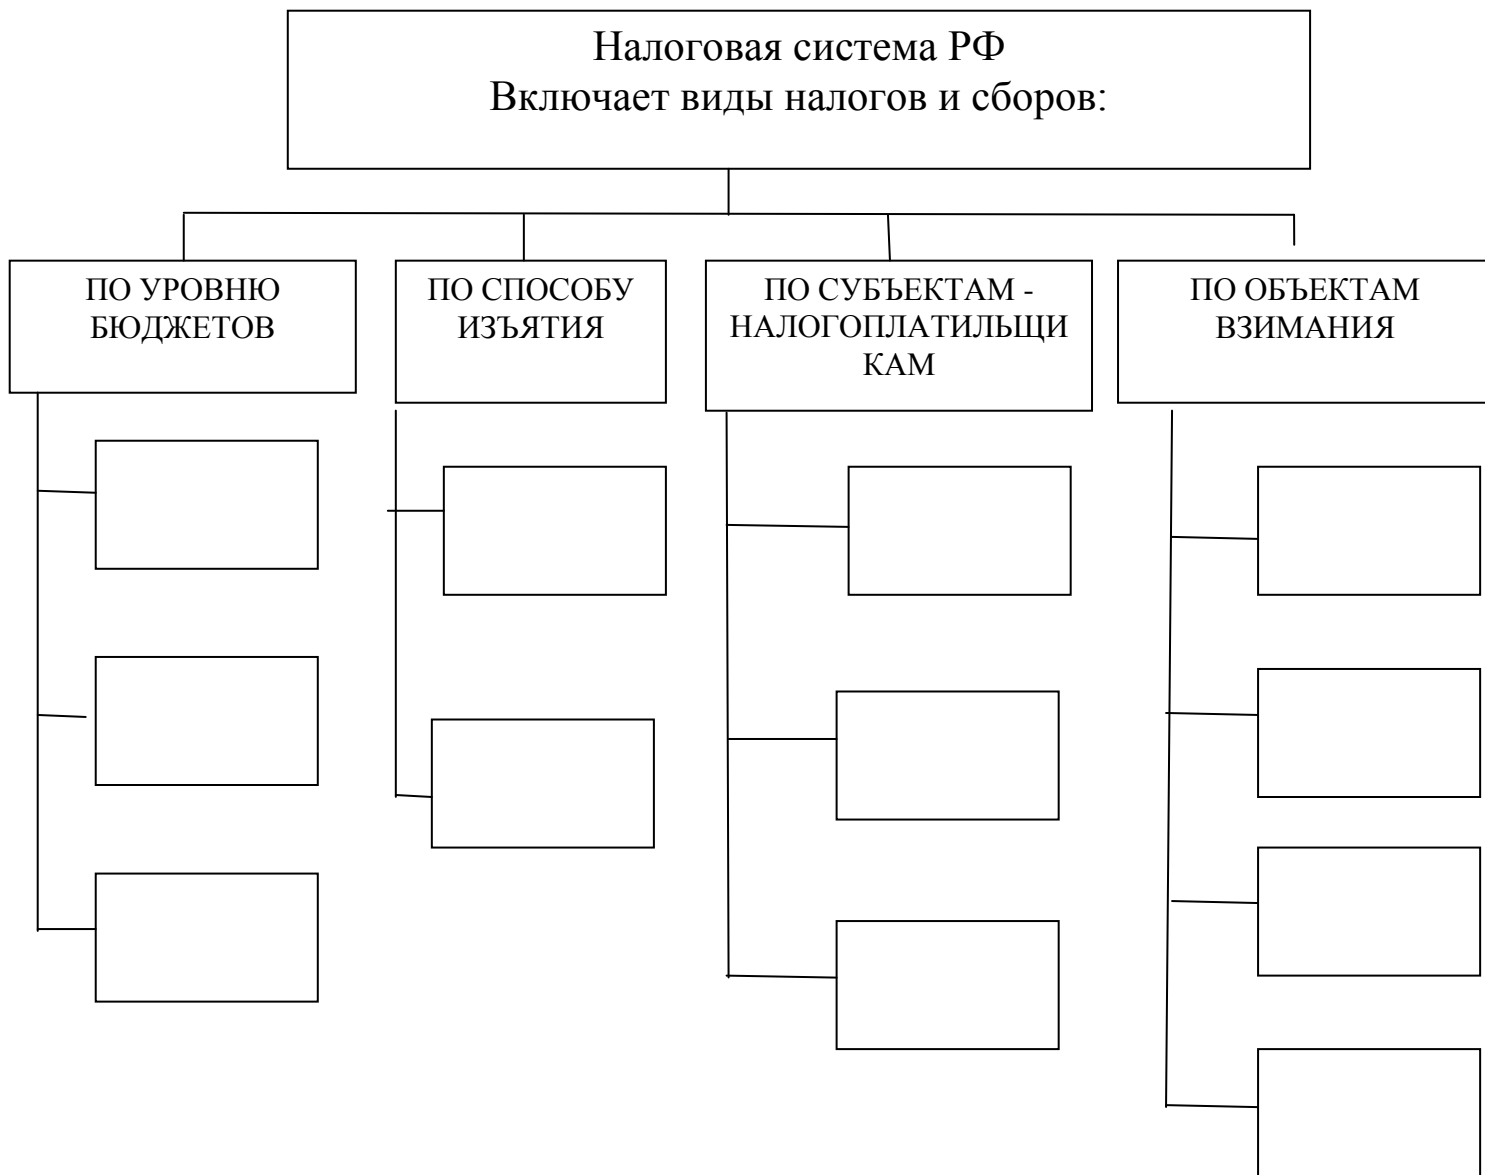 Налоговая система РФ
Включает виды налогов и сборов:
ПО УРОВНЮ
БЮДЖЕТОВ
ПО СПОСОБУ
ИЗЪЯТИЯ
ПО СУБЪЕКТАМ -
НАЛОГОПЛАТИЛЬЩИ
КАМ
ПО ОБЪЕКТАМ
ВЗИМАНИЯ